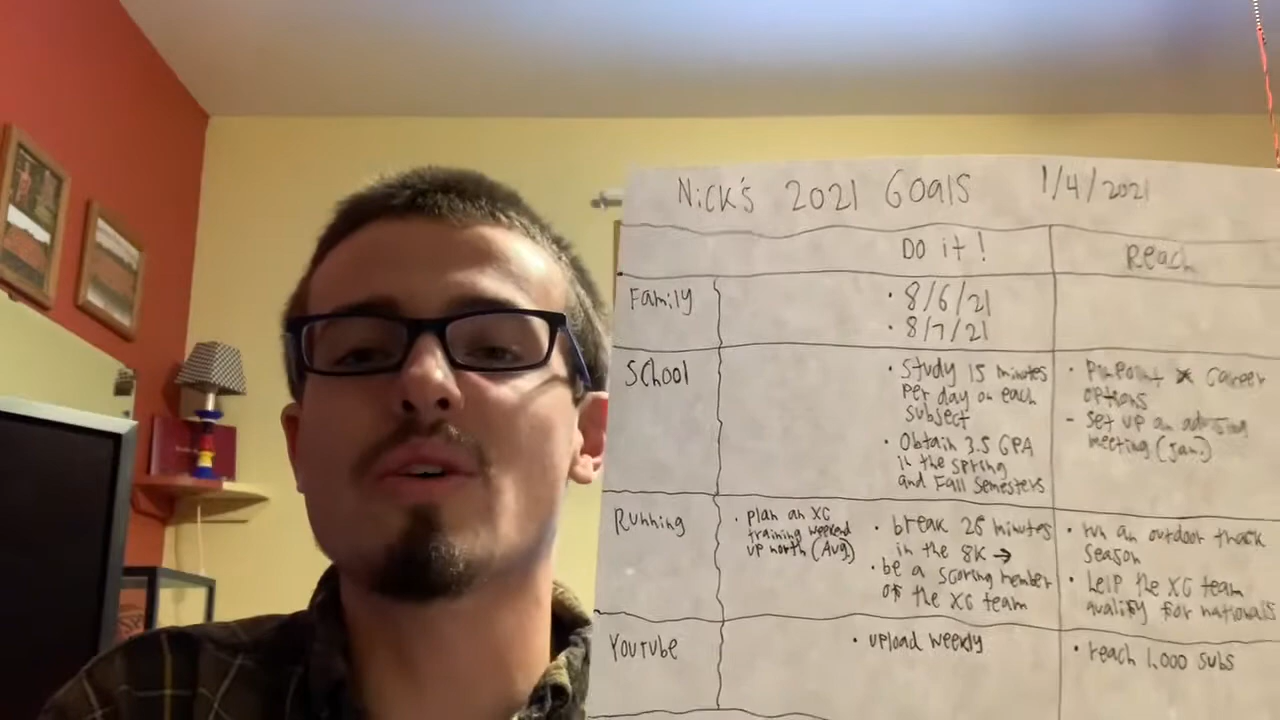 Nick's 2021 Goals 1/4/2021
Do it! Reach
Family
• 8/6/21
• 8/7/21
School
• Study 15 minutes
per day on each
subject
• Obtain 3.5 GPA
in the spring
and Fall Semesters
• Pinpoint Career
options
- Set up an advising
meeting (Jan.)
Running
• plan an XC
training weekend
up north (Aug)
• break 26 minutes
in the 8K →
• be a scoring member
of the XC team
• run an outdoor track
season
• help the XC team
qualify for nationals
Youtube
• upload weekly
• reach 1,000 subs